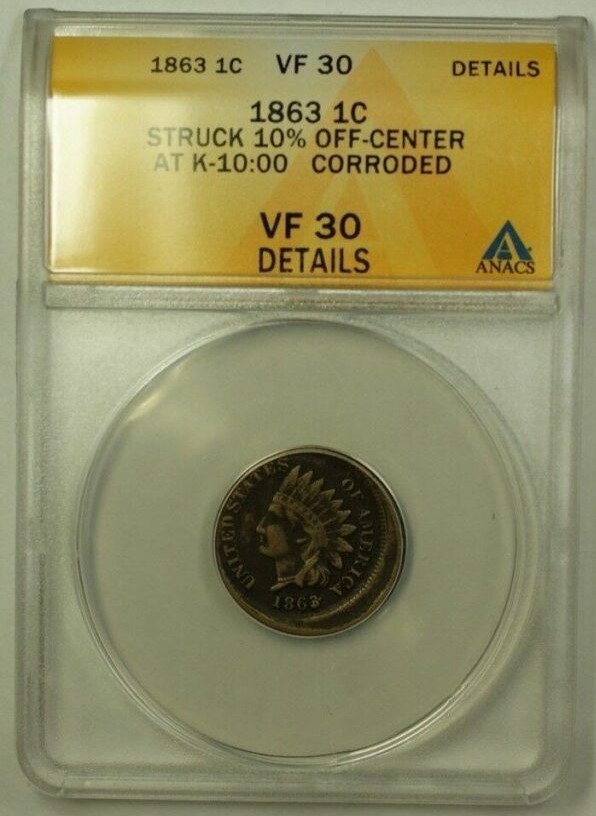 1863 1C VF 30 DETAILS
1863 1C
STRUCK 10% OFF-CENTER
AT K-10:00 CORRODED
VF 30
DETAILS
ANACS
UNITED STATES OF AMERICA
1863